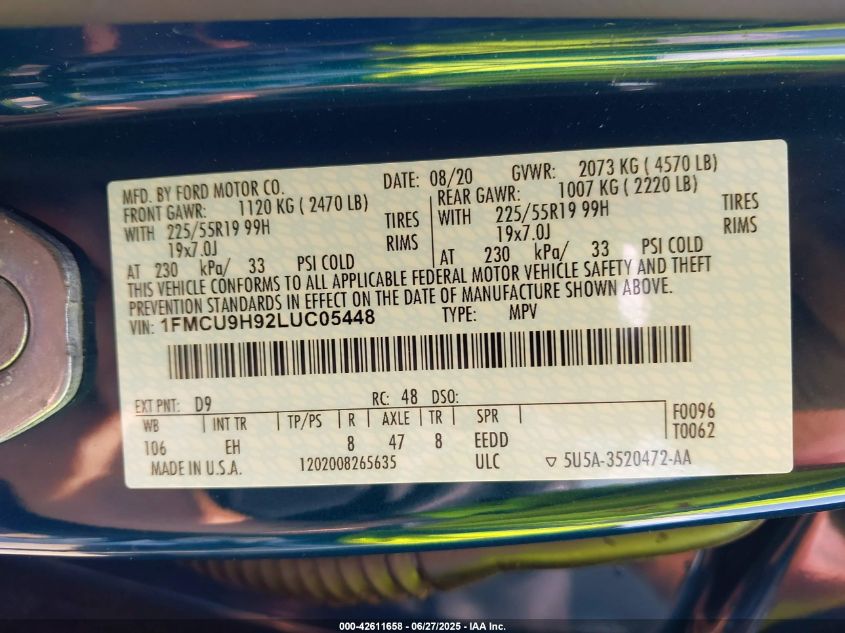 MFD. BY FORD MOTOR CO. DATE: 08/20 GVWR: 2073 KG ( 4570 LB)
FRONT GAWR: 1120 KG ( 2470 LB) REAR GAWR: 1007 KG ( 2220 LB)
WITH 225/55R19 99H TIRES WITH 225/55R19 99H TIRES
19x7.0J RIMS 19x7.0J RIMS
AT 230 kPa/ 33 PSI COLD AT 230 kPa/ 33 PSI COLD
THIS VEHICLE CONFORMS TO ALL APPLICABLE FEDERAL MOTOR VEHICLE SAFETY AND THEFT
PREVENTION STANDARDS IN EFFECT ON THE DATE OF MANUFACTURE SHOWN ABOVE.
VIN: 1FMCU9H92LUC05448 TYPE: MPV
EXT PNT: D9 RC: 48 DSO:
WB INT TR TP/PS R AXLE TR SPR F0096
106 EH 8 47 8 EEDD T0062
MADE IN U.S.A. 1202008265635 ULC ▽ 5U5A-3520472-AA
000-42611658 - 06/27/2025 - IAA Inc.